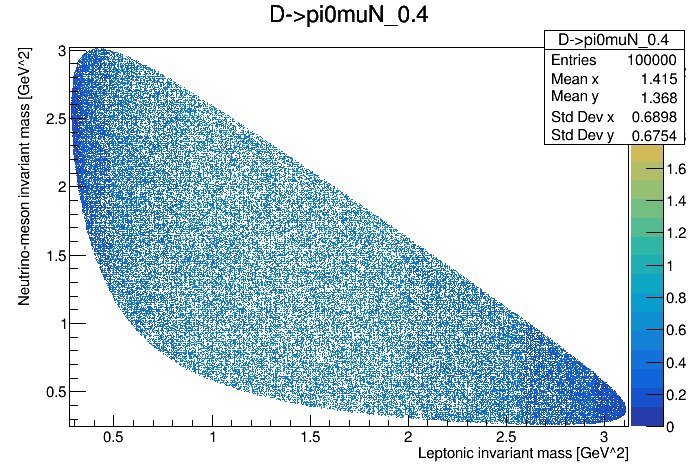 D->pi0muN_0.4
D->pi0muN_0.4
Entries 100000
Mean x 1.415
Mean y 1.368
Std Dev x 0.6898
Std Dev y 0.6754
Neutrino-meson invariant mass [GeV^2]
3
2.5
2
1.5
1
0.5
0.5 1 1.5 2 2.5 3
Leptonic invariant mass [GeV^2]
1.6
1.4
1.2
1
0.8
0.6
0.4
0.2
0